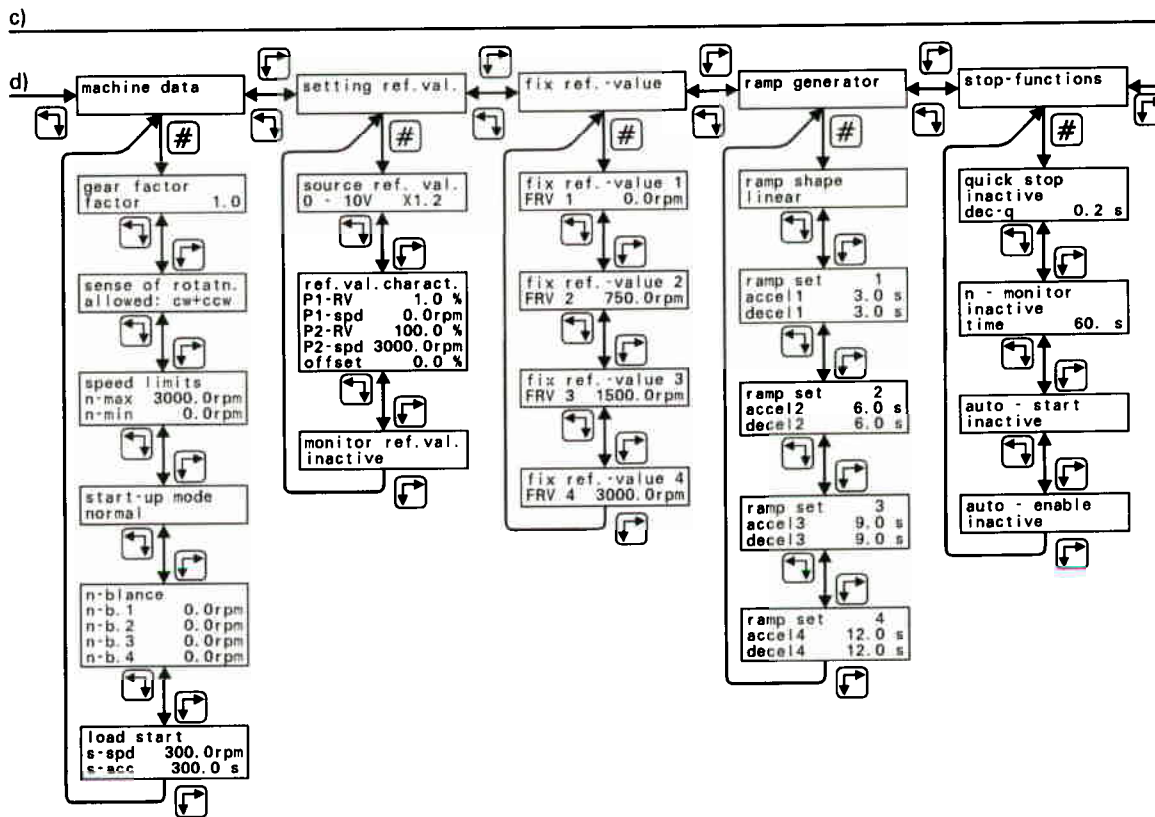 c)
d)
machine data
setting ref.val.
fix ref.-value
ramp generator
stop-functions
#
#
#
#
#
gear factor
factor 1.0
sense of rotatn.
allowed: cw+ccw
speed limits
n-max 3000.0rpm
n-min 0.0rpm
start-up mode
normal
n-blance
n-b.1 0.0rpm
n-b.2 0.0rpm
n-b.3 0.0rpm
n-b.4 0.0rpm
load start
s-spd 300.0rpm
s-acc 300.0 s
source ref. val.
0 - 10V X1.2
ref.val.charact.
P1-RV 1.0 %
P1-spd 0.0rpm
P2-RV 100.0 %
P2-spd 3000.0rpm
offset 0.0 %
monitor ref.val.
inactive
fix ref.-value 1
FRV 1 0.0rpm
fix ref.-value 2
FRV 2 750.0rpm
fix ref.-value 3
FRV 3 1500.0rpm
fix ref.-value 4
FRV 4 3000.0rpm
ramp shape
linear
ramp set 1
accel1 3.0 s
decel1 3.0 s
ramp set 2
accel2 6.0 s
decel2 6.0 s
ramp set 3
accel3 9.0 s
decel3 9.0 s
ramp set 4
accel4 12.0 s
decel4 12.0 s
quick stop
inactive
dec-q 0.2 s
n - monitor
inactive
time 60. s
auto - start
inactive
auto - enable
inactive